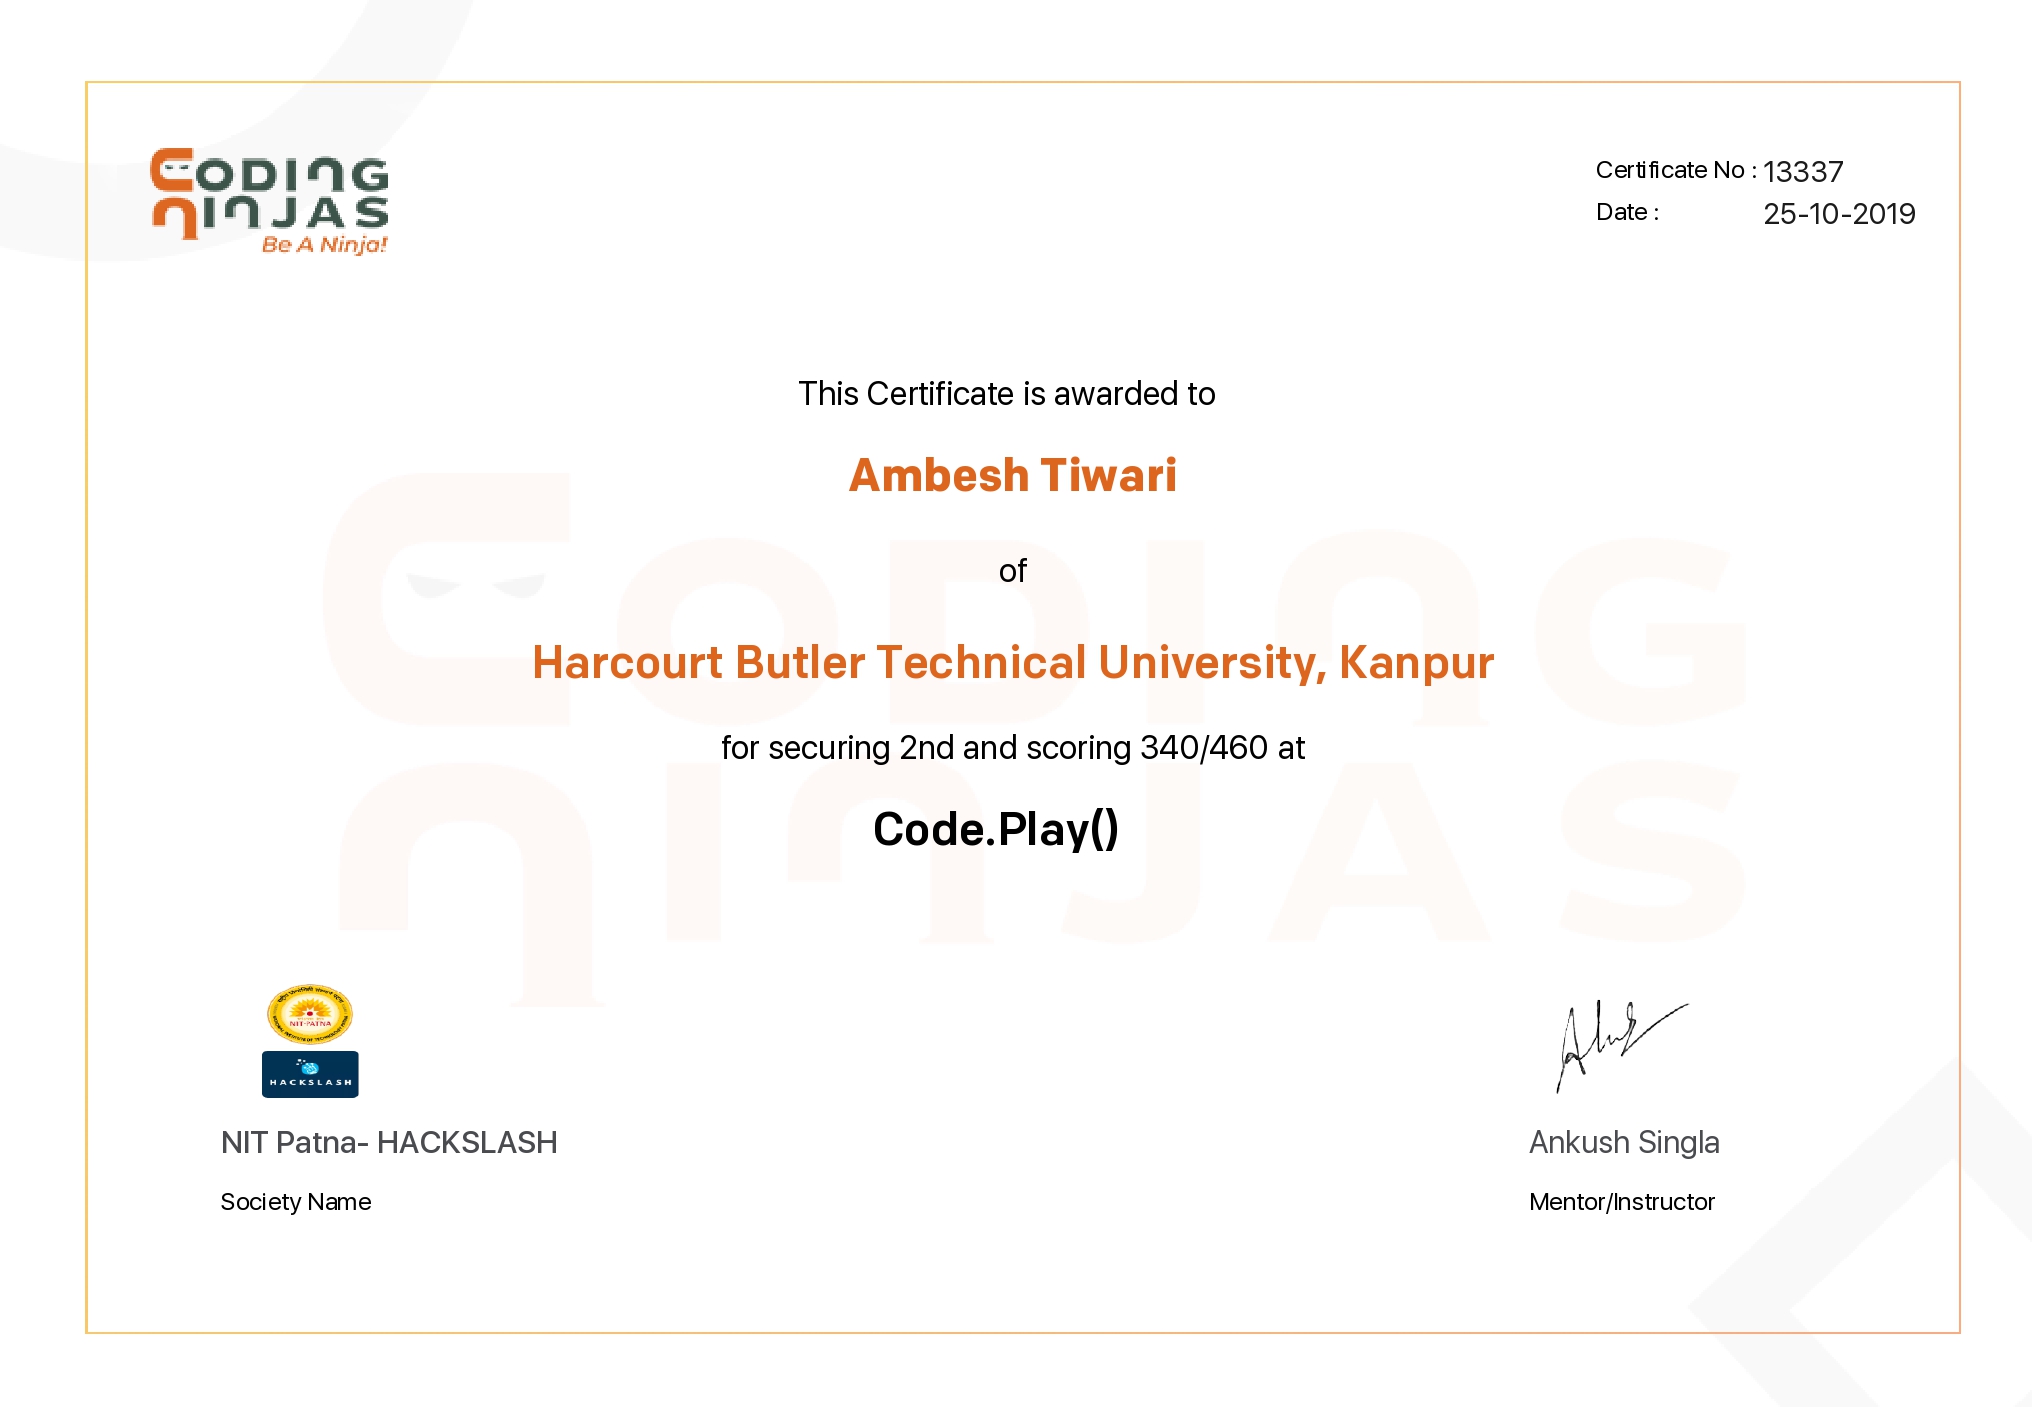 CODING
NINJAS
Be A Ninja!
Certificate No : 13337
Date : 25-10-2019
This Certificate is awarded to
Ambesh Tiwari
of
Harcourt Butler Technical University, Kanpur
for securing 2nd and scoring 340/460 at
Code.Play()
CODING
NINJAS
NIT-PATNA
HACKSLASH
NIT Patna- HACKSLASH
Society Name
Ankush Singla
Mentor/Instructor